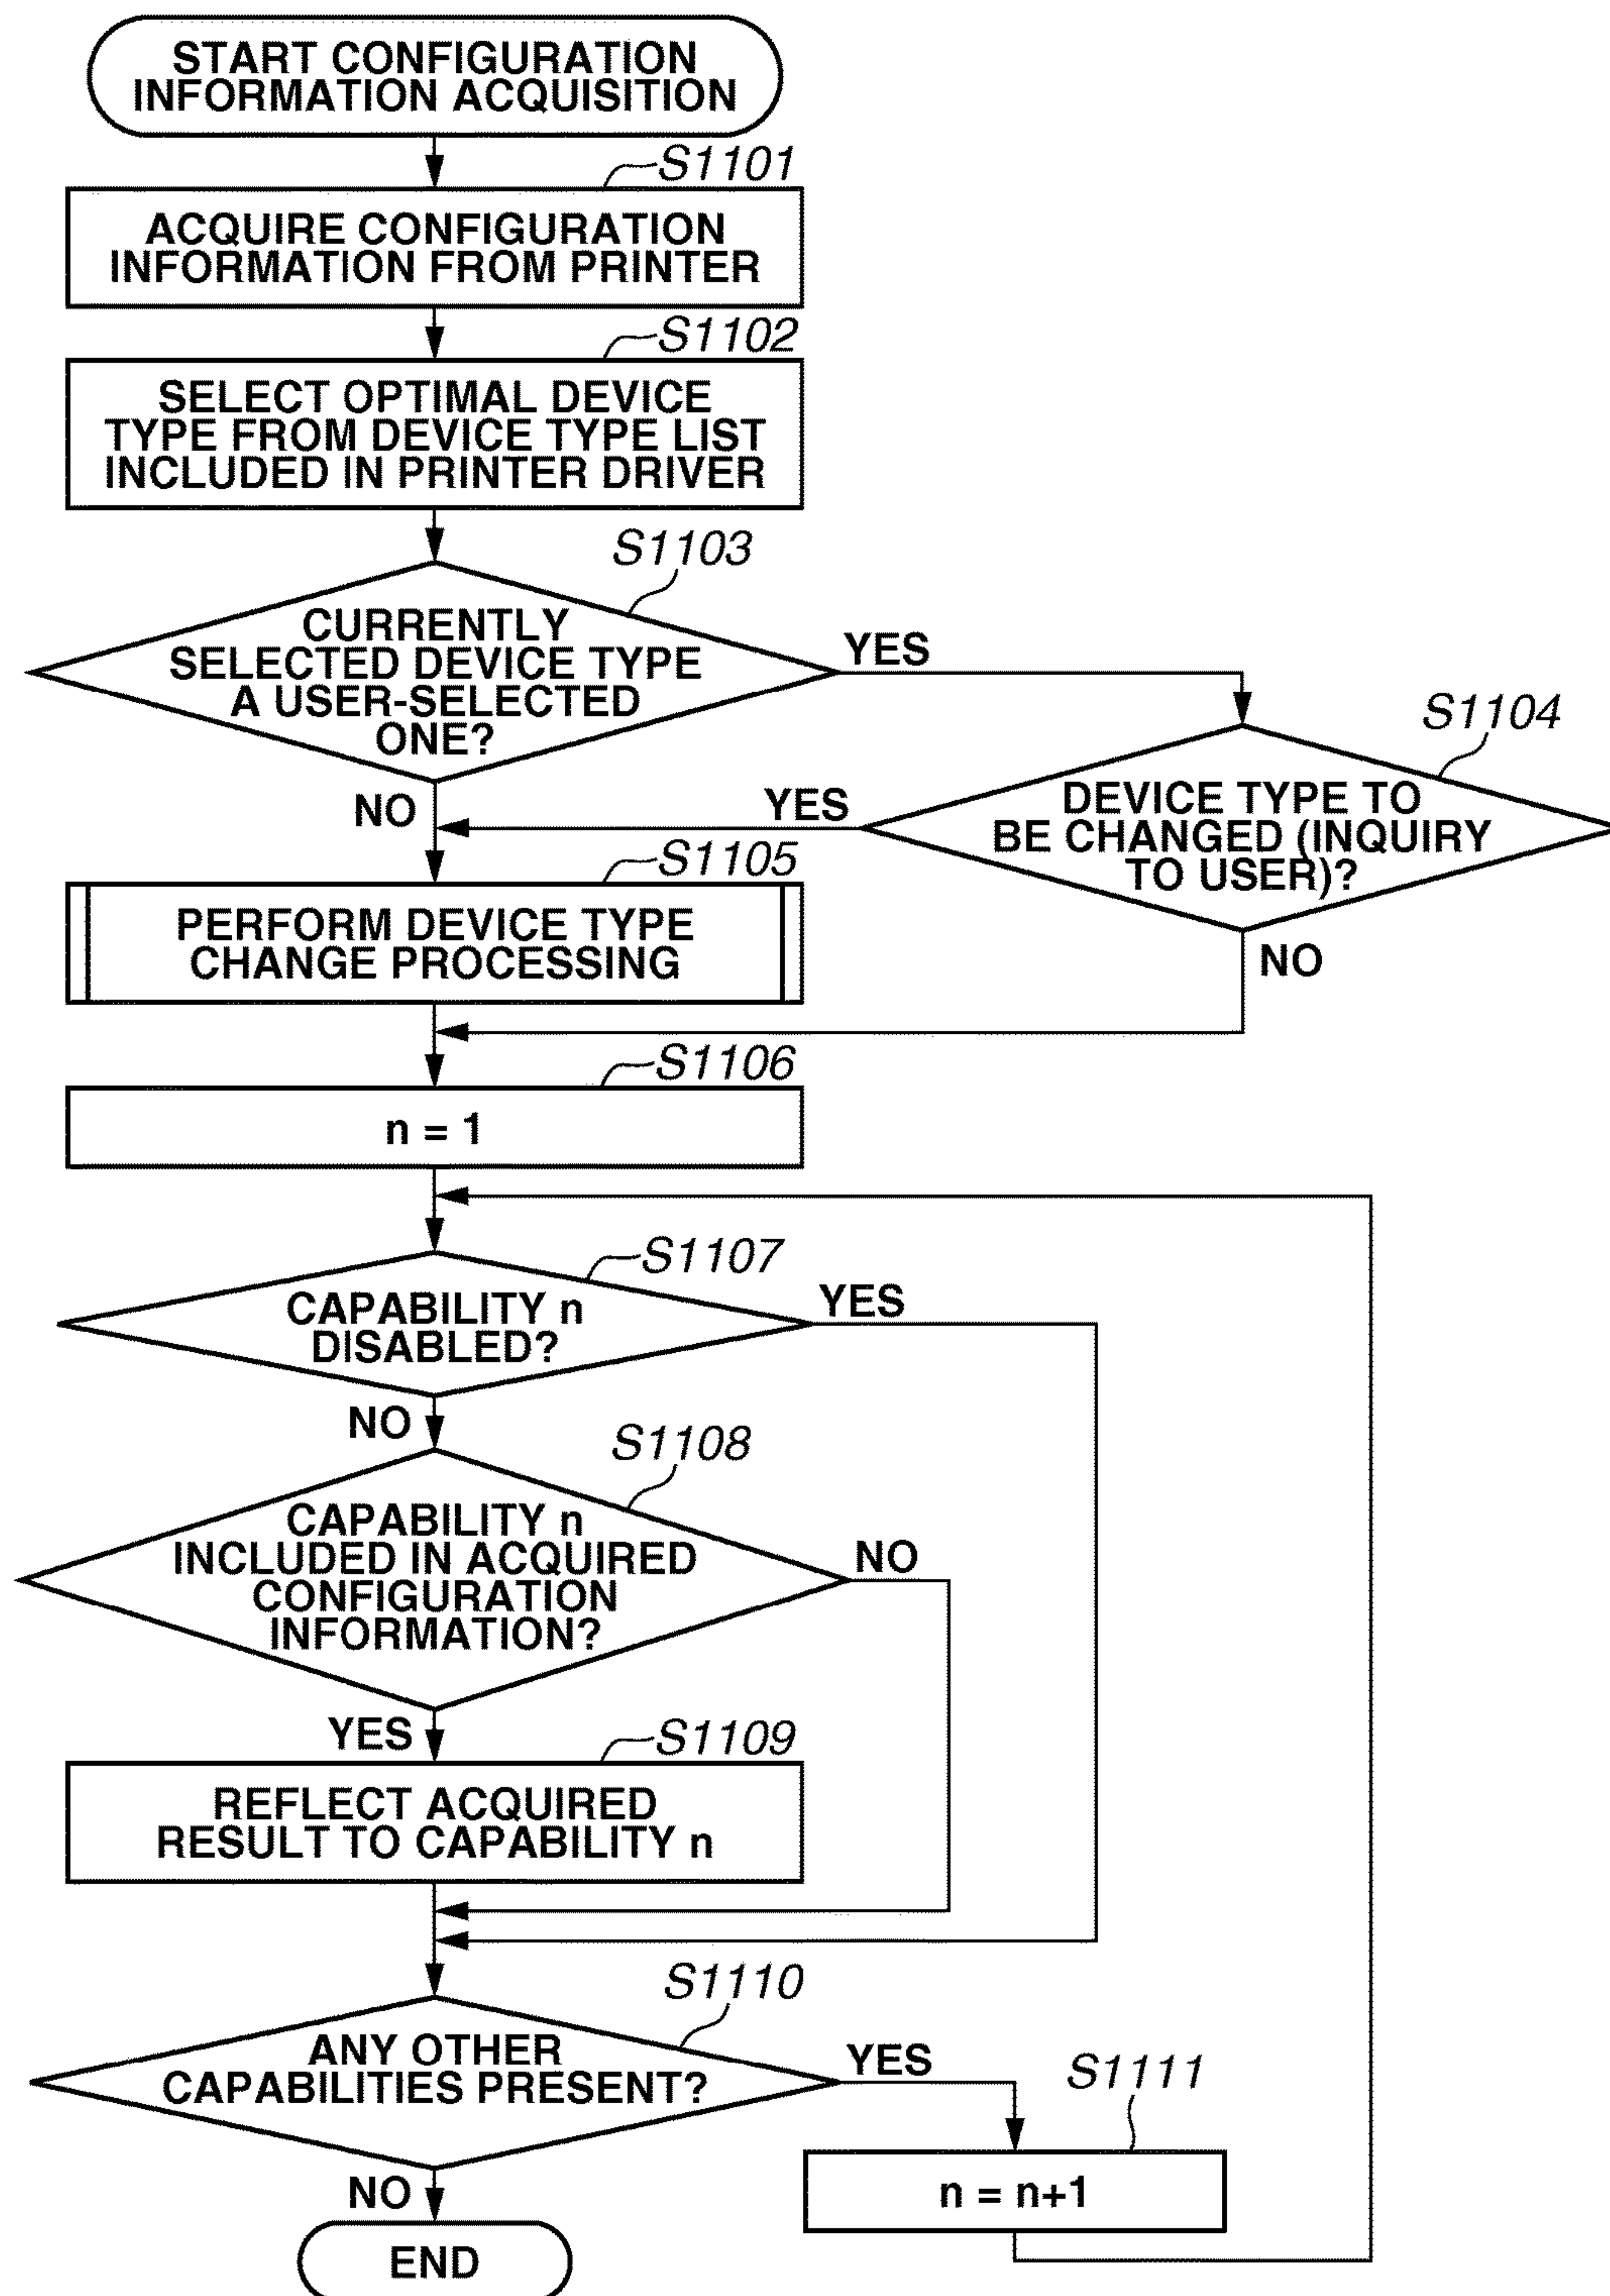 START CONFIGURATION
INFORMATION ACQUISITION
S1101
ACQUIRE CONFIGURATION
INFORMATION FROM PRINTER
S1102
SELECT OPTIMAL DEVICE
TYPE FROM DEVICE TYPE LIST
INCLUDED IN PRINTER DRIVER
S1103
CURRENTLY
SELECTED DEVICE TYPE
A USER-SELECTED
ONE?
YES
NO
S1104
DEVICE TYPE TO
BE CHANGED (INQUIRY
TO USER)?
YES
NO
S1105
PERFORM DEVICE TYPE
CHANGE PROCESSING
S1106
n = 1
S1107
CAPABILITY n
DISABLED?
YES
NO
S1108
CAPABILITY n
INCLUDED IN ACQUIRED
CONFIGURATION
INFORMATION?
NO
YES
S1109
REFLECT ACQUIRED
RESULT TO CAPABILITY n
S1110
ANY OTHER
CAPABILITIES PRESENT?
YES
S1111
n = n+1
NO
END